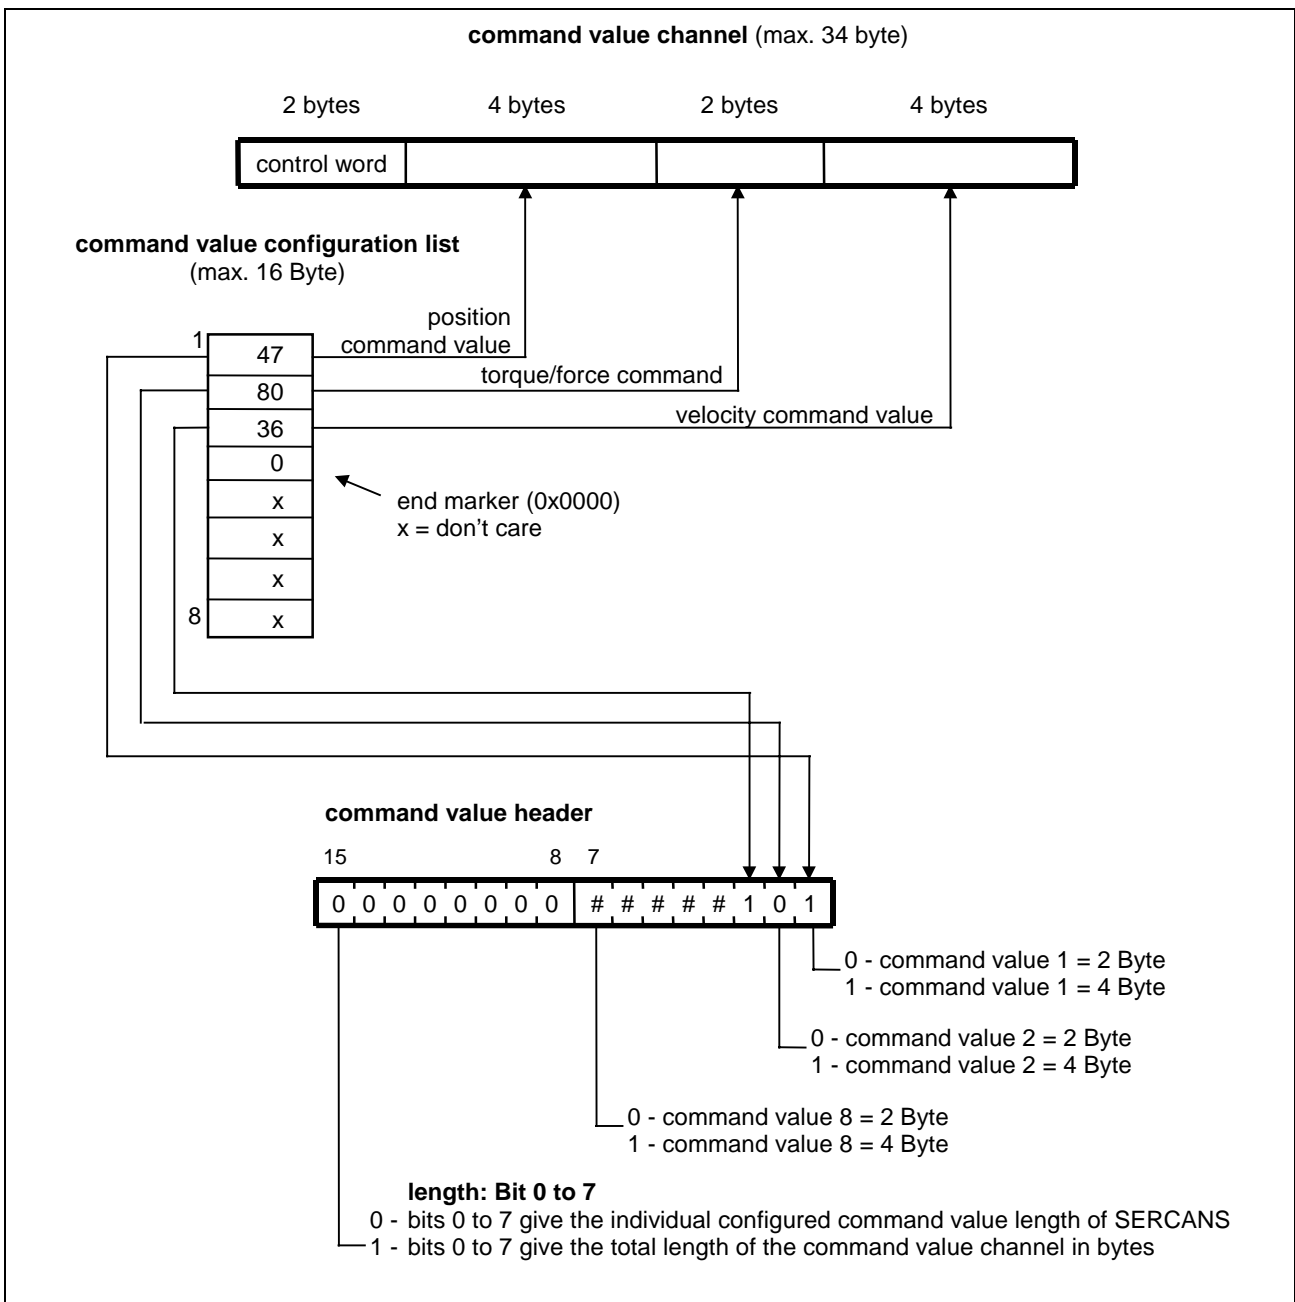 command value channel (max. 34 byte)
2 bytes 4 bytes 2 bytes 4 bytes
control word
command value configuration list
(max. 16 Byte)
position
command value
torque/force command
velocity command value
1
47
80
36
0
x
x
x
8 x
end marker (0x0000)
x = don't care
command value header
15 8 7
0 0 0 0 0 0 0 0 # # # # # 1 0 1
0 - command value 1 = 2 Byte
1 - command value 1 = 4 Byte
0 - command value 2 = 2 Byte
1 - command value 2 = 4 Byte
0 - command value 8 = 2 Byte
1 - command value 8 = 4 Byte
length: Bit 0 to 7
0 - bits 0 to 7 give the individual configured command value length of SERCANS
1 - bits 0 to 7 give the total length of the command value channel in bytes